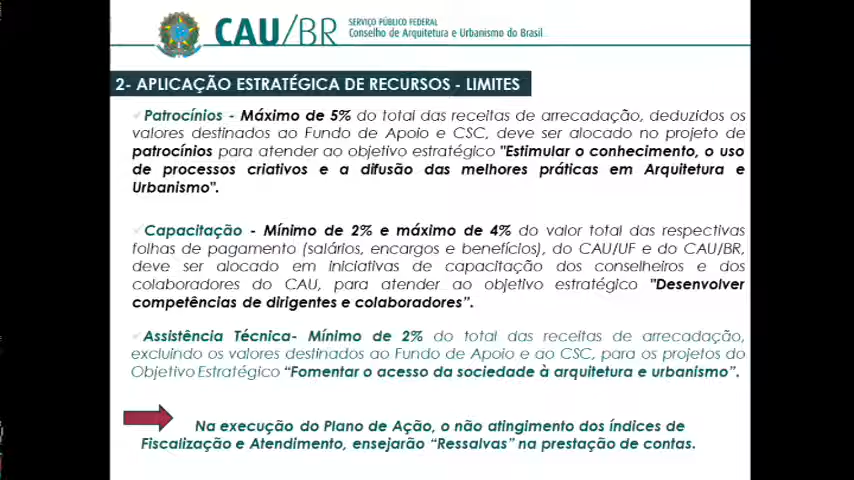 CAU/BR
SERVIÇO PÚBLICO FEDERAL
Conselho de Arquitetura e Urbanismo do Brasil
2- APLICAÇÃO ESTRATÉGICA DE RECURSOS - LIMITES
Patrocínios - Máximo de 5% do total das receitas de arrecadação, deduzidos os
valores destinados ao Fundo de Apoio e CSC, deve ser alocado no projeto de
patrocínios para atender ao objetivo estratégico "Estimular o conhecimento, o uso
de processos criativos e a difusão das melhores práticas em Arquitetura e
Urbanismo".
Capacitação - Mínimo de 2% e máximo de 4% do valor total das respectivas
folhas de pagamento (salários, encargos e benefícios), do CAU/UF e do CAU/BR,
deve ser alocado em iniciativas de capacitação dos conselheiros e dos
colaboradores do CAU, para atender ao objetivo estratégico "Desenvolver
competências de dirigentes e colaboradores”.
Assistência Técnica- Mínimo de 2% do total das receitas de arrecadação,
excluindo os valores destinados ao Fundo de Apoio e ao CSC, para os projetos do
Objetivo Estratégico “Fomentar o acesso da sociedade à arquitetura e urbanismo”.
Na execução do Plano de Ação, o não atingimento dos índices de
Fiscalização e Atendimento, ensejarão “Ressalvas” na prestação de contas.